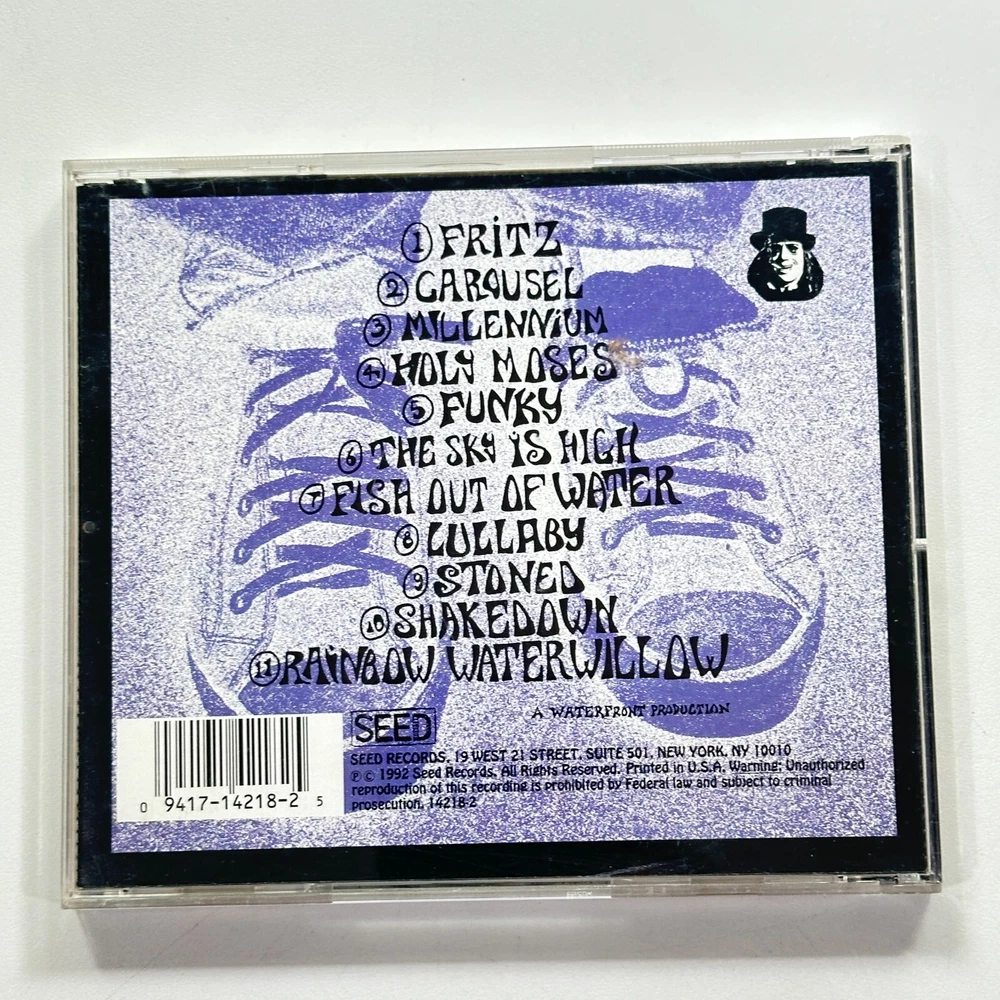 1 FRiTZ
2 CAROUSEL
3 MILLENNiUM
4 HOLY MOSES
5 FUNKY
6 THE SKY iS HIGH
7 FISH OUT OF WATER
8 LULLABY
9 STONED
10 SHAKEDOWN
11 RAiNBOW WATERWILLOW
A WATERFRONT PRODUCTION
SEED
SEED RECORDS, 19 WEST 21 STREET, SUITE 501, NEW YORK, NY 10010
℗ © 1992 Seed Records, All Rights Reserved. Printed in U.S.A. Warning: Unauthorized
reproduction of this recording is prohibited by Federal law and subject to criminal
prosecution. 14218-2
0 9417-14218-2 5